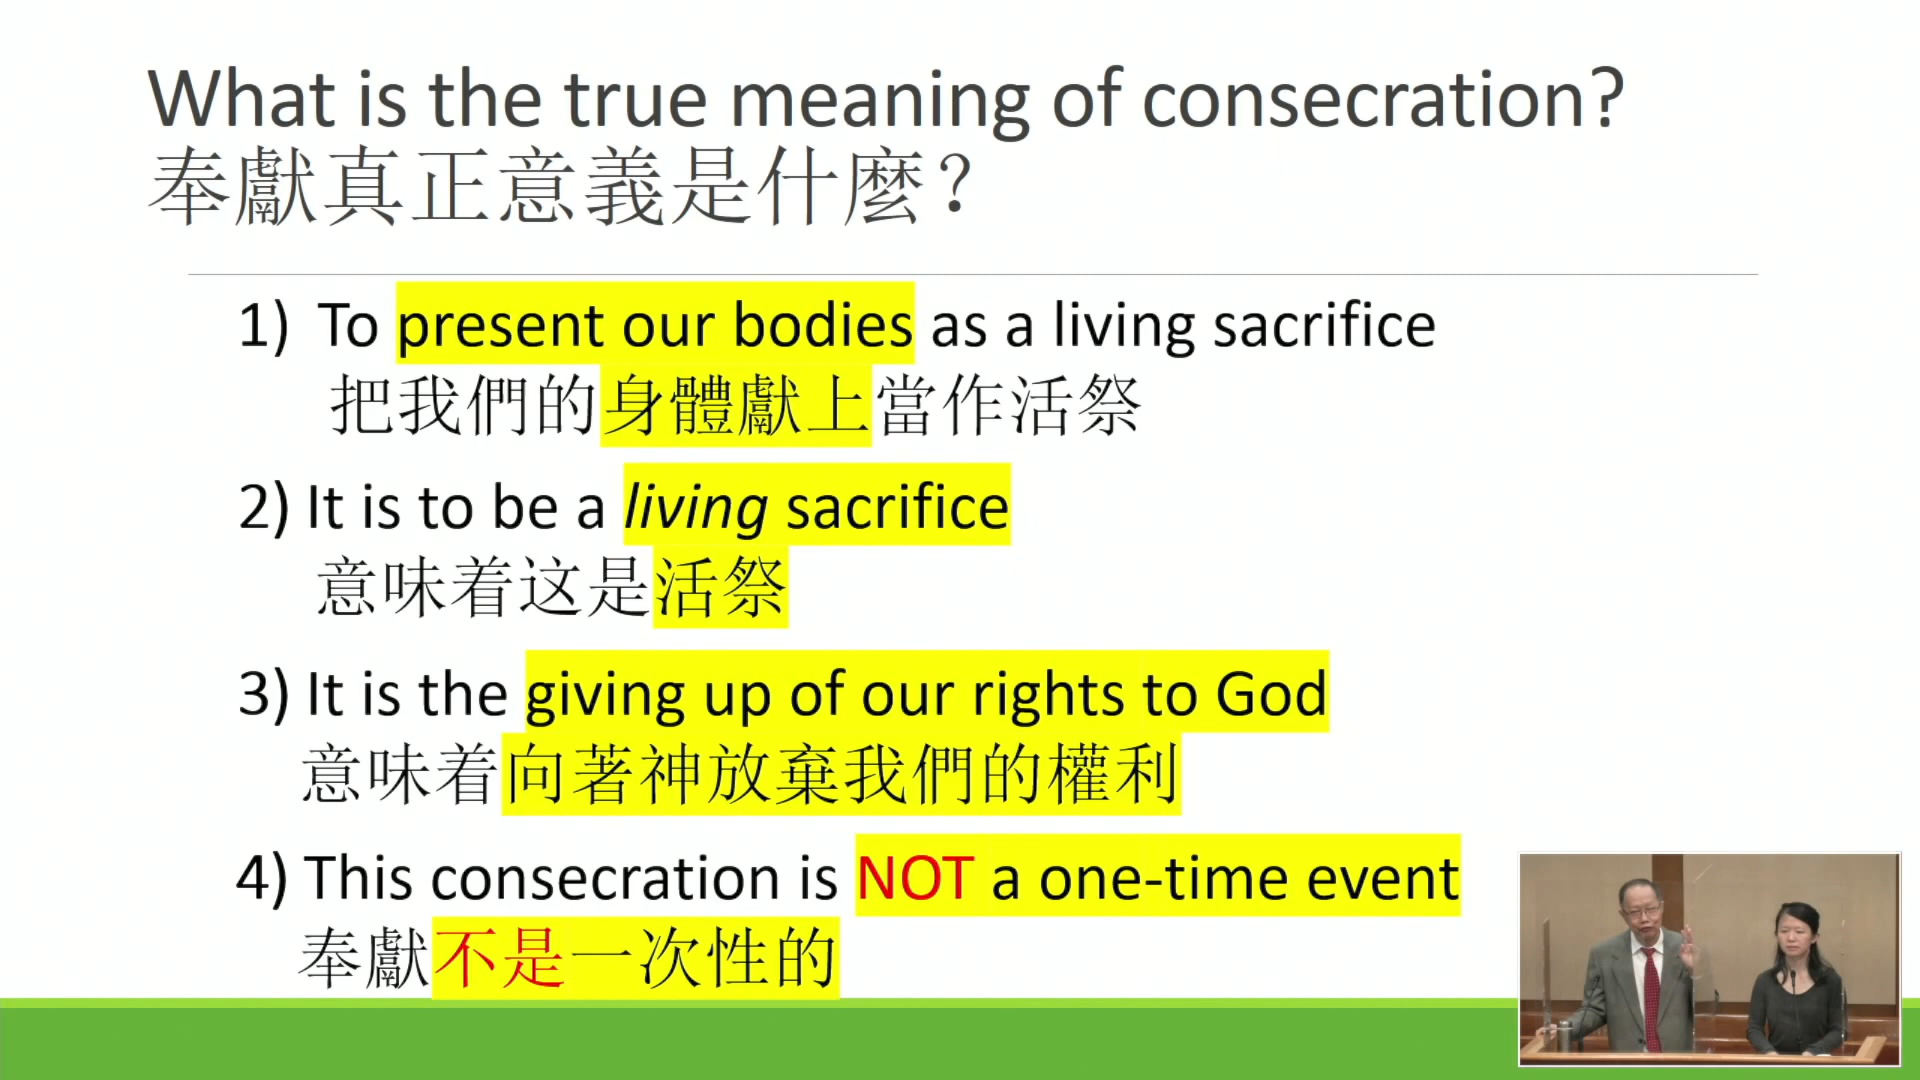 What is the true meaning of consecration?
奉獻真正意義是什麼？
1) To present our bodies as a living sacrifice
把我們的身體獻上當作活祭
2) It is to be a living sacrifice
意味着这是活祭
3) It is the giving up of our rights to God
意味着向著神放棄我們的權利
4) This consecration is NOT a one-time event
奉獻不是一次性的